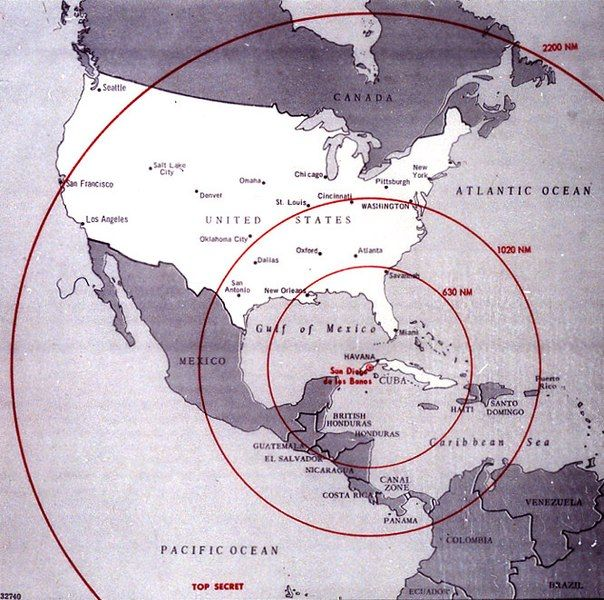 2200 NM
CANADA
Seattle
Salt Lake
City
Omaha
Chicago
New
York
Pittsburgh
San Francisco
Denver
St. Louis
Cincinnati
WASHINGTON
ATLANTIC OCEAN
UNITED STATES
Los Angeles
Oklahoma City
1020 NM
Dallas
Oxford
Atlanta
Savannah
San
Antonio
New Orleans
630 NM
Gulf of Mexico
Miami
MEXICO
HAVANA
San Diego
de los Banos
CUBA
Puerto
Rico
HAITI
SANTO
DOMINGO
BRITISH
HONDURAS
HONDURAS
GUATEMALA
EL SALVADOR
NICARAGUA
Caribbean Sea
COSTA RICA
CANAL
ZONE
PANAMA
VENEZUELA
COLOMBIA
PACIFIC OCEAN
TOP SECRET
ECUADOR
BRAZIL
32740